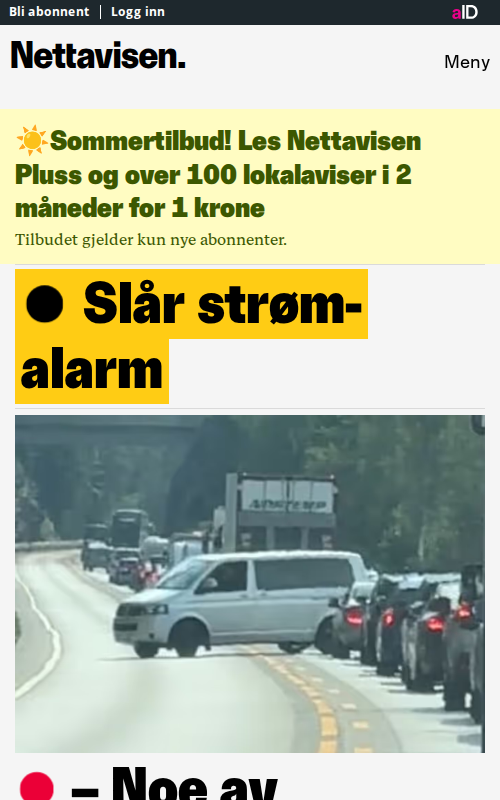 Bli abonnent
Logg inn
aID
Nettavisen.
Meny
Sommertilbud! Les Nettavisen
Pluss og over 100 lokalaviser i 2
måneder for 1 krone
Tilbudet gjelder kun nye abonnenter.
Slår strøm-
alarm
– Noe av